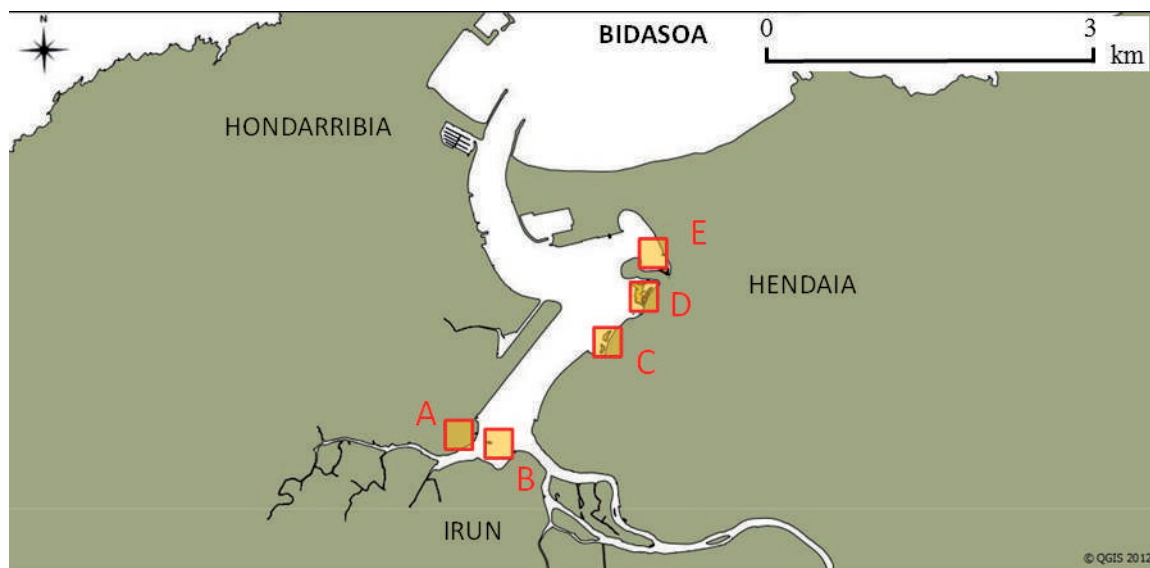 N
BIDASOA
0 3
km
HONDARRIBIA
E
HENDAIA
D
C
A
B
IRUN
© QGIS 2012